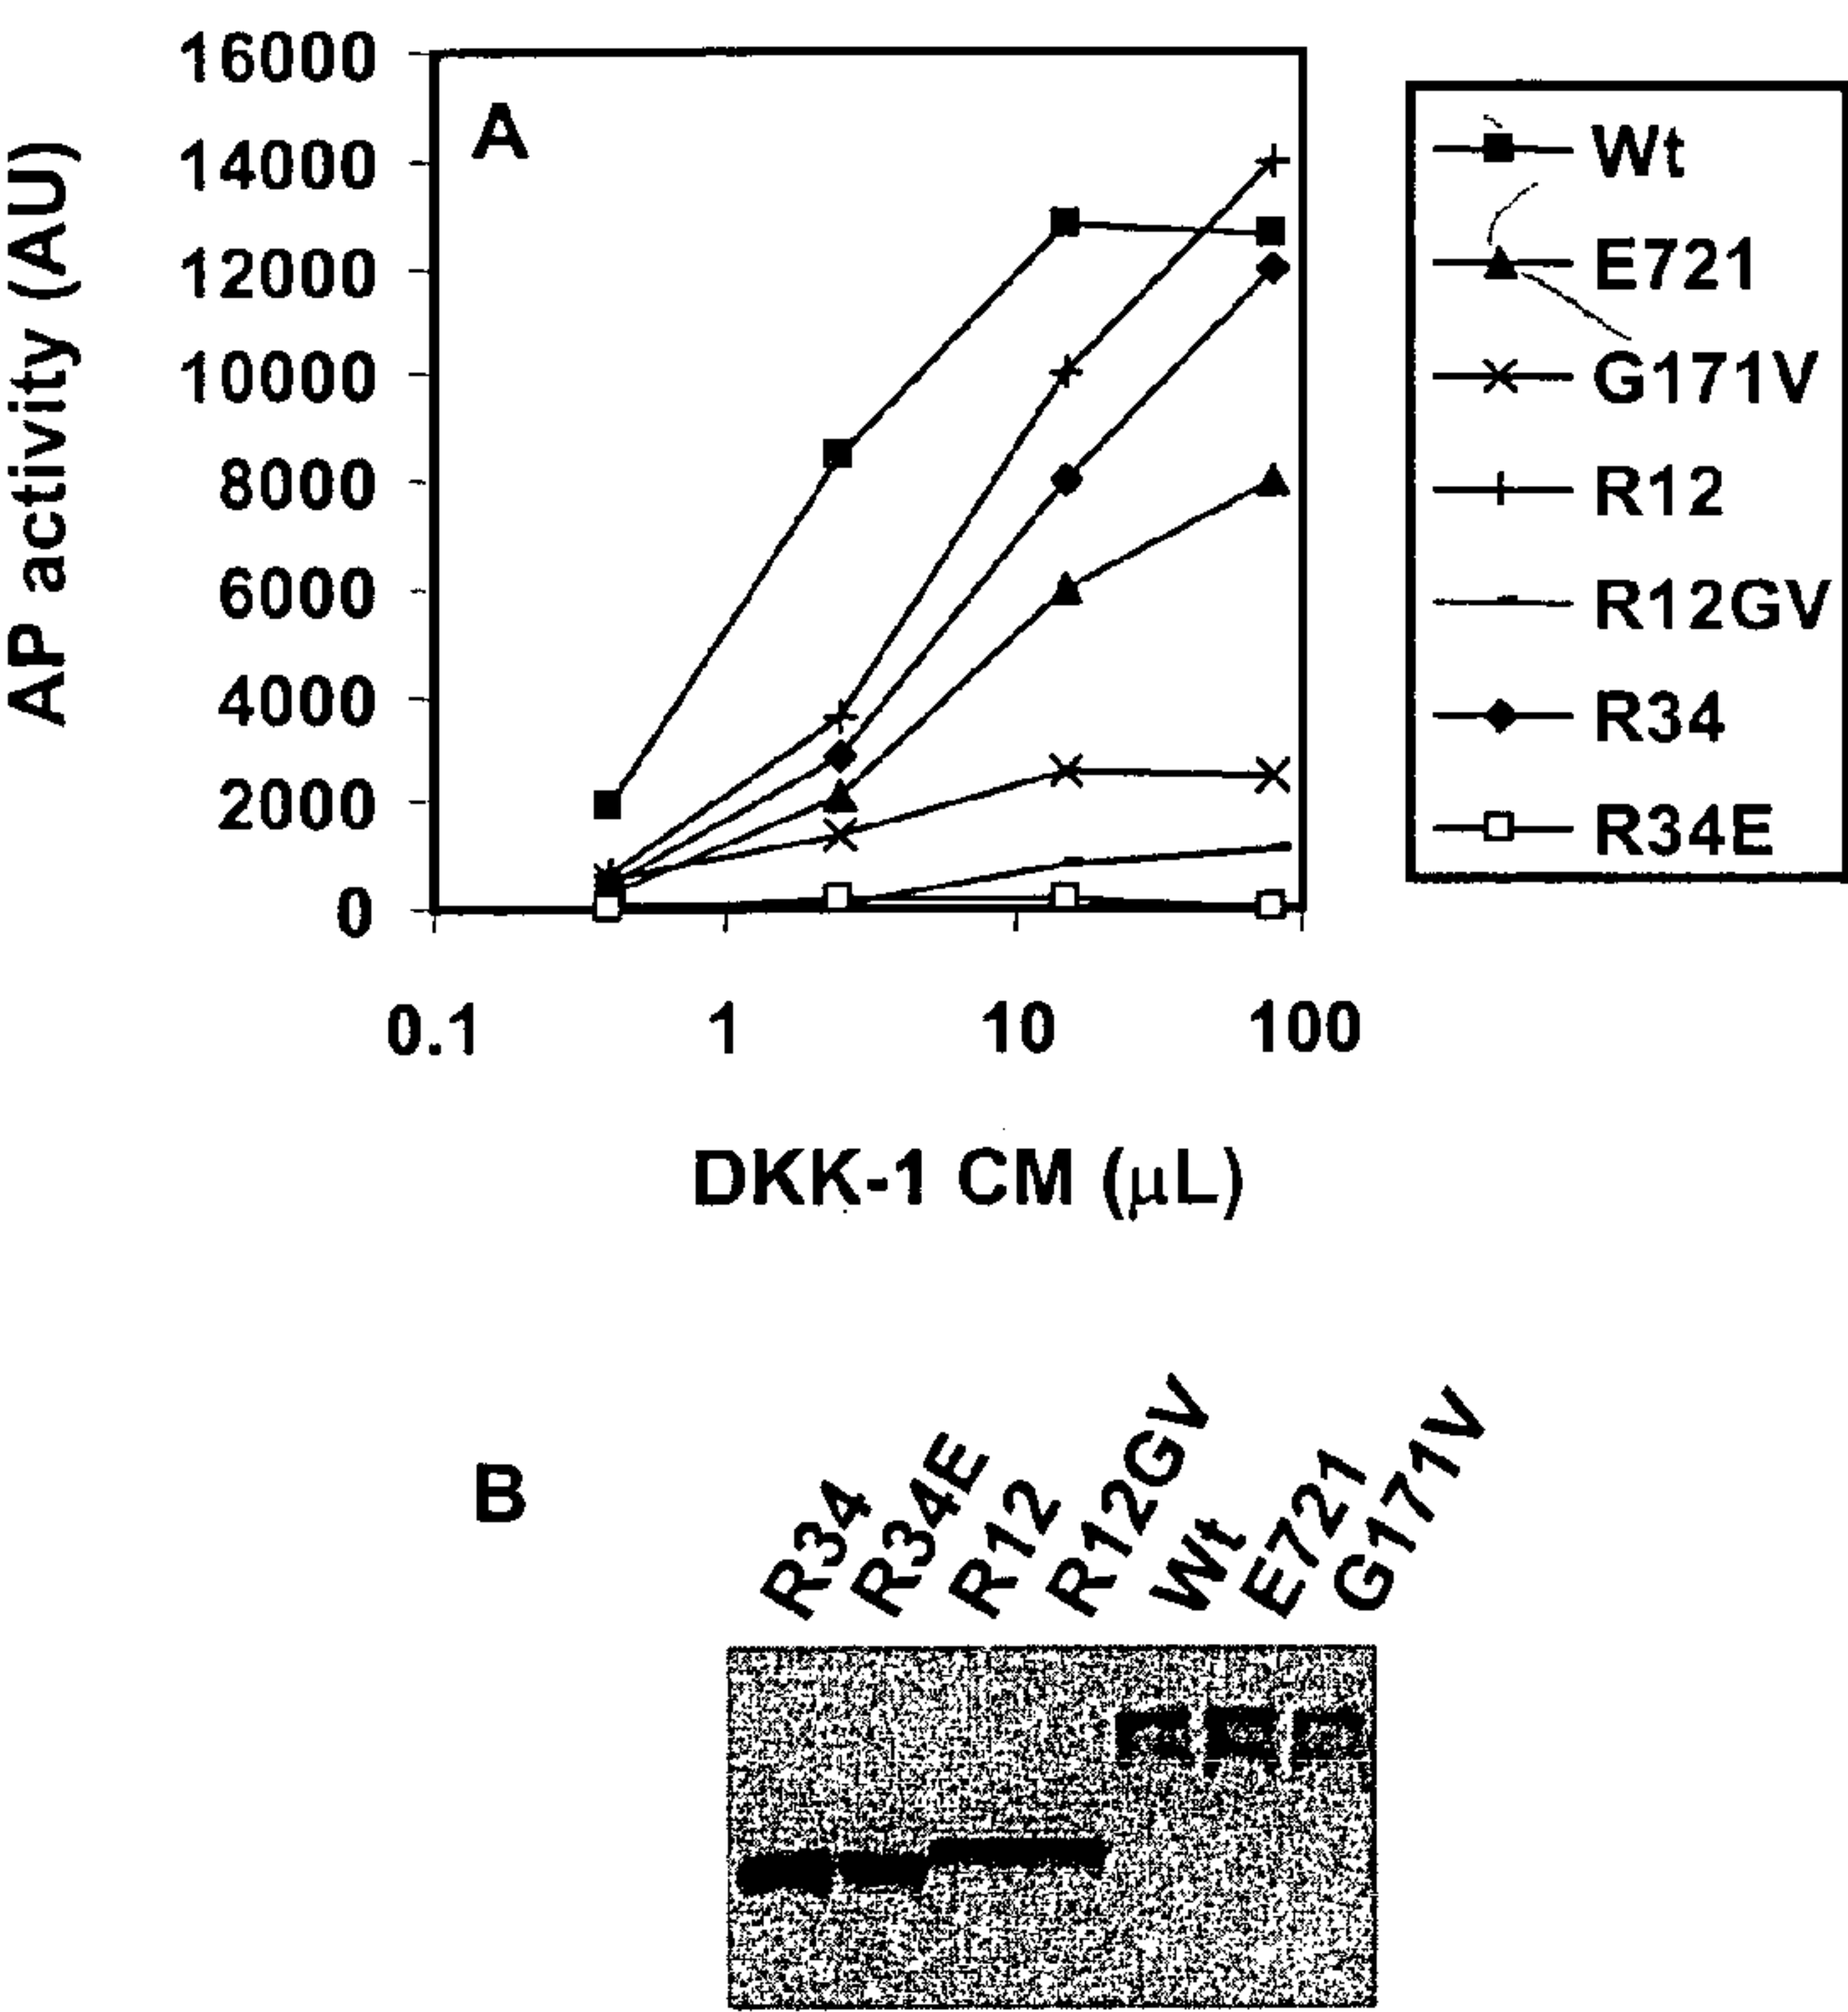 A
AP activity (AU)
16000
14000
12000
10000
8000
6000
4000
2000
0
0.1 1 10 100
DKK-1 CM (μL)
Wt
E721
G171V
R12
R12GV
R34
R34E
B
R34 R34E R12 R12GV Wt E721 G171V